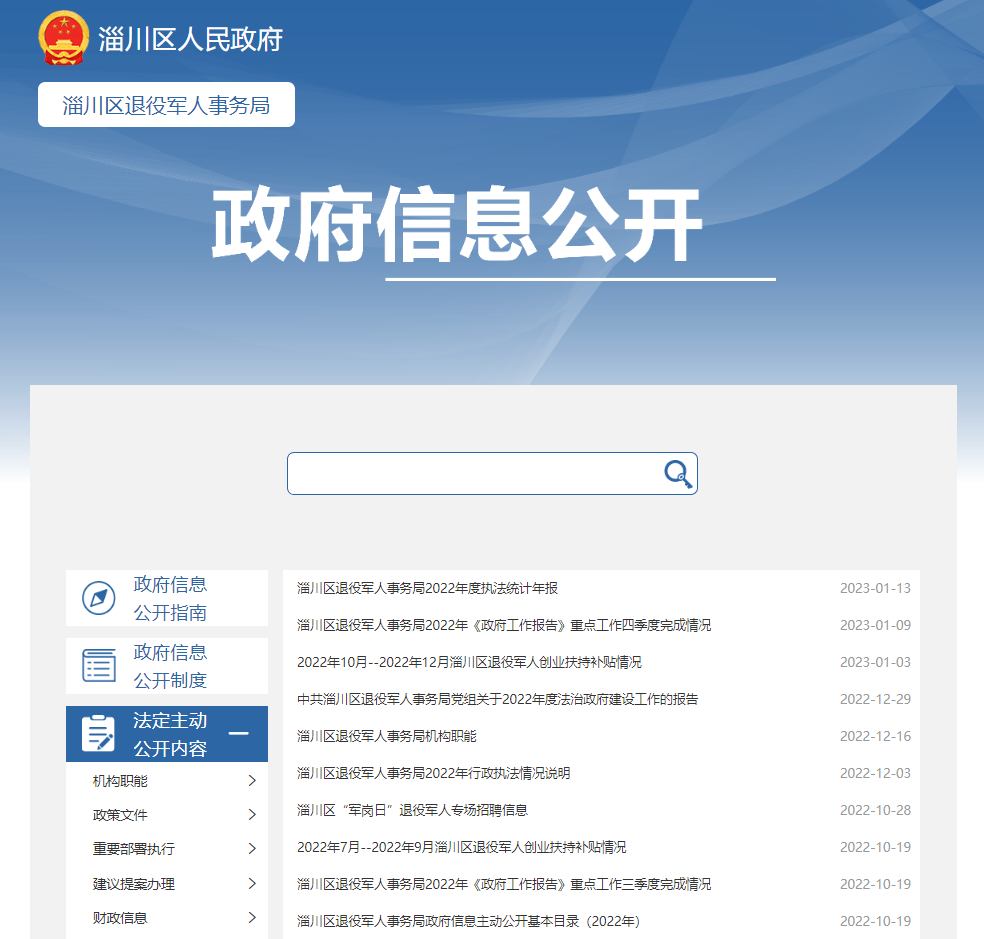 淄川区人民政府
淄川区退役军人事务局
政府信息公开
政府信息
公开指南
政府信息
公开制度
法定主动
公开内容
机构职能
政策文件
重要部署执行
建议提案办理
财政信息
淄川区退役军人事务局2022年度执法统计年报 2023-01-13
淄川区退役军人事务局2022年《政府工作报告》重点工作四季度完成情况 2023-01-09
2022年10月--2022年12月淄川区退役军人创业扶持补贴情况 2023-01-03
中共淄川区退役军人事务局党组关于2022年度法治政府建设工作的报告 2022-12-29
淄川区退役军人事务局机构职能 2022-12-16
淄川区退役军人事务局2022年行政执法情况说明 2022-12-03
淄川区“军岗日”退役军人专场招聘信息 2022-10-28
2022年7月--2022年9月淄川区退役军人创业扶持补贴情况 2022-10-19
淄川区退役军人事务局2022年《政府工作报告》重点工作三季度完成情况 2022-10-19
淄川区退役军人事务局政府信息主动公开基本目录（2022年） 2022-10-19